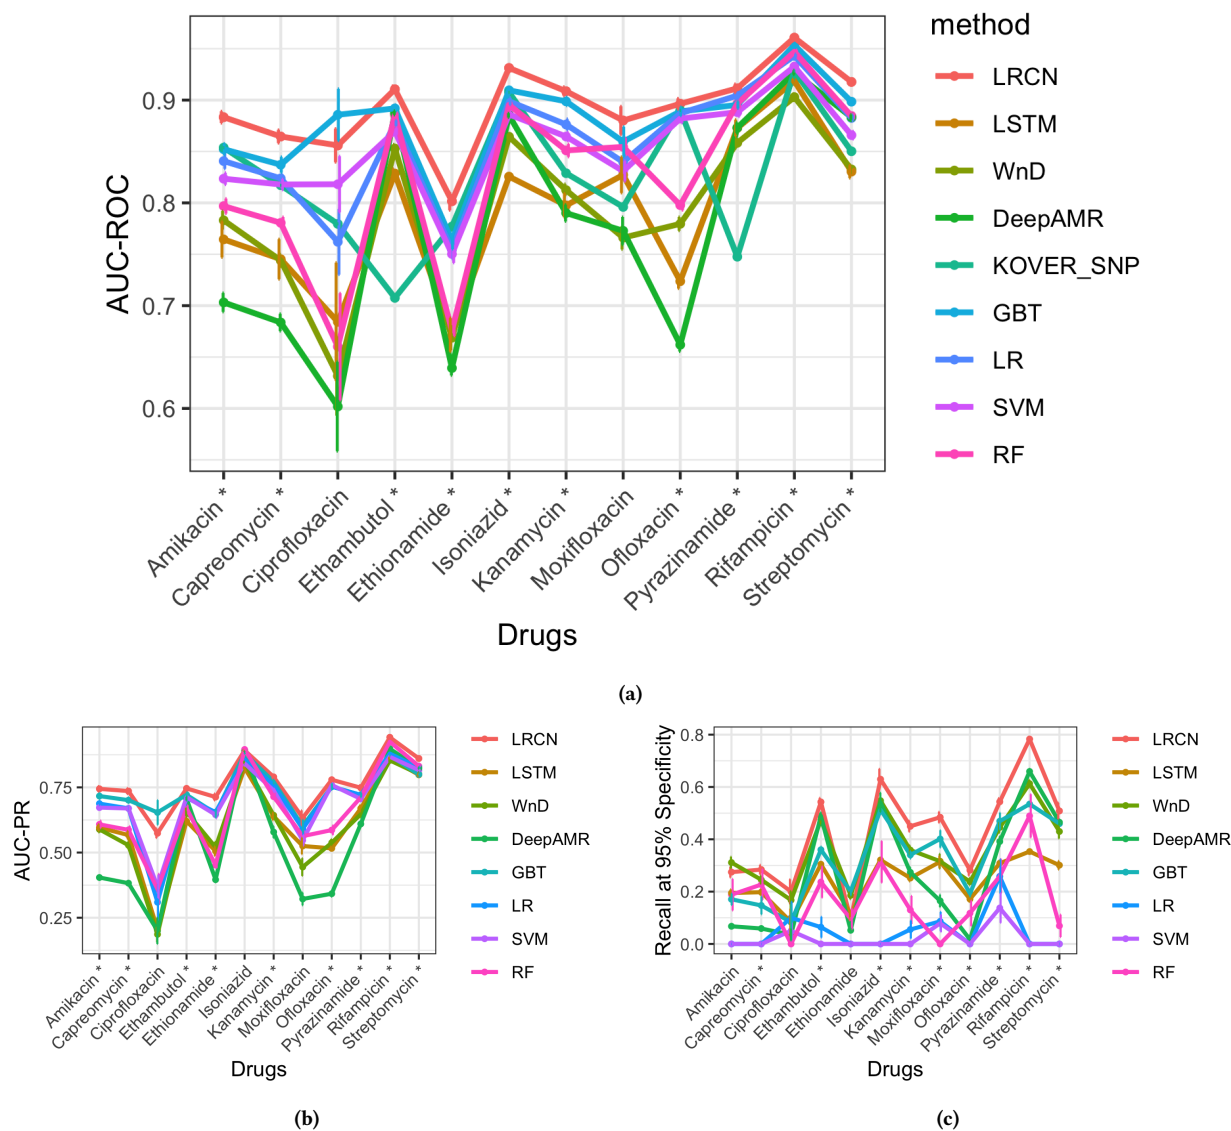 method
LRCN
LSTM
WnD
DeepAMR
KOVER_SNP
GBT
LR
SVM
RF
AUC-ROC
0.9
0.8
0.7
0.6
Amikacin *
Capreomycin *
Ciprofloxacin
Ethambutol *
Ethionamide *
Isoniazid *
Kanamycin *
Moxifloxacin
Ofloxacin *
Pyrazinamide *
Rifampicin *
Streptomycin *
Drugs
(a)
AUC-PR
0.75
0.50
0.25
Amikacin *
Capreomycin *
Ciprofloxacin
Ethambutol *
Ethionamide *
Isoniazid
Kanamycin *
Moxifloxacin
Ofloxacin *
Pyrazinamide *
Rifampicin *
Streptomycin *
Drugs
LRCN
LSTM
WnD
DeepAMR
GBT
LR
SVM
RF
(b)
Recall at 95% Specificity
0.8
0.6
0.4
0.2
0.0
Amikacin
Capreomycin *
Ciprofloxacin
Ethambutol *
Ethionamide
Isoniazid *
Kanamycin *
Moxifloxacin *
Ofloxacin *
Pyrazinamide *
Rifampicin *
Streptomycin *
Drugs
LRCN
LSTM
WnD
DeepAMR
GBT
LR
SVM
RF
(c)